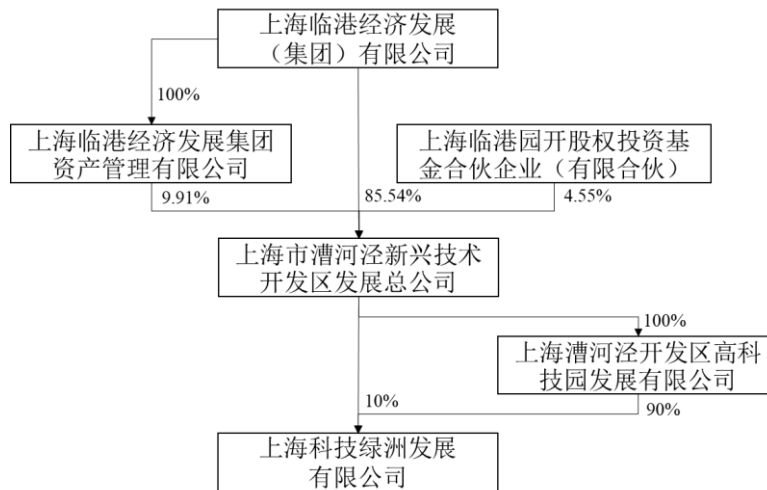 上海临港经济发展
（集团）有限公司
100%
上海临港经济发展集团
资产管理有限公司
上海临港园开股权投资基
金合伙企业（有限合伙）
9.91%
85.54%
4.55%
上海市漕河泾新兴技术
开发区发展总公司
100%
上海漕河泾开发区高科
技园发展有限公司
10%
90%
上海科技绿洲发展
有限公司